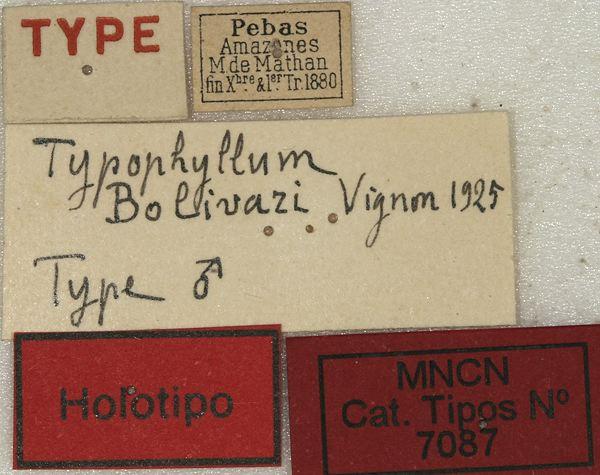 TYPE
Pebas
Amazones
M. de Mathan
fin Xbre. & 1er. Tr. 1880
Typophyllum
Bolivari Vignon 1925
Type ♂
Holotipo
MNCN
Cat. Tipos Nº
7087